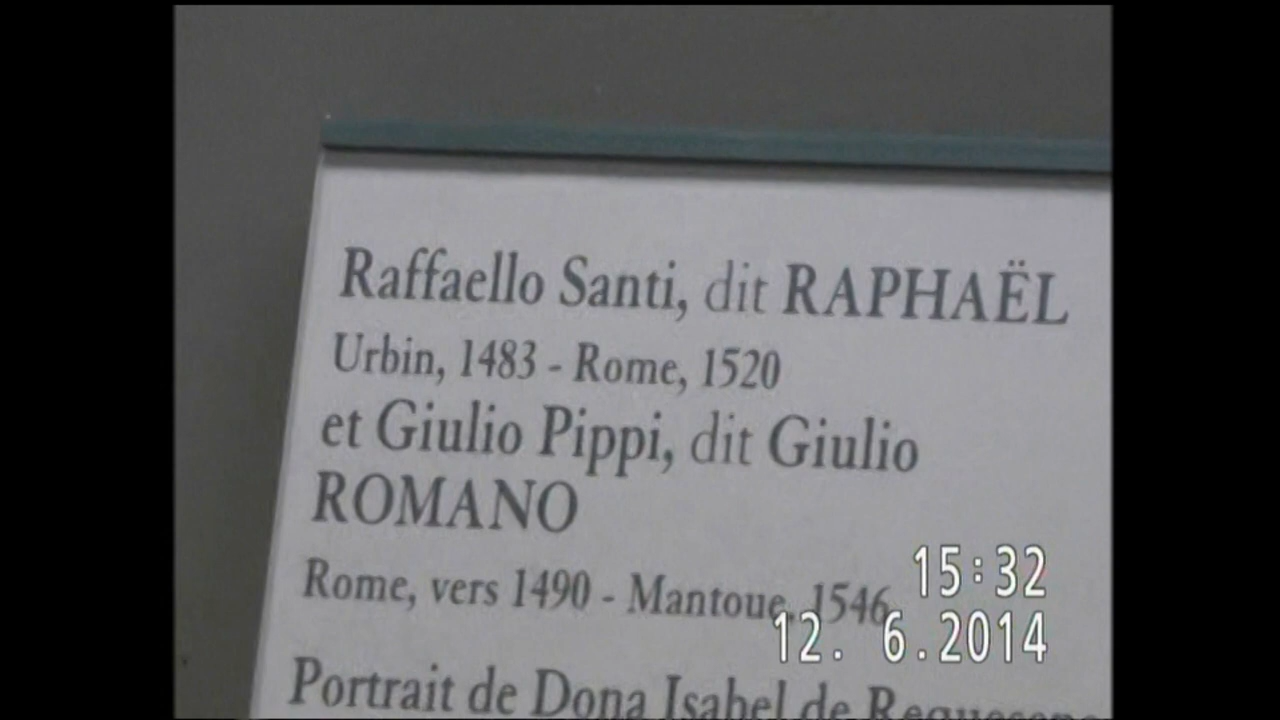 Raffaello Santi, dit RAPHAËL
Urbin, 1483 - Rome, 1520
et Giulio Pippi, dit Giulio
ROMANO
Rome, vers 1490 - Mantoue, 1546
15:32
12. 6.2014
Portrait de Dona Isabel de